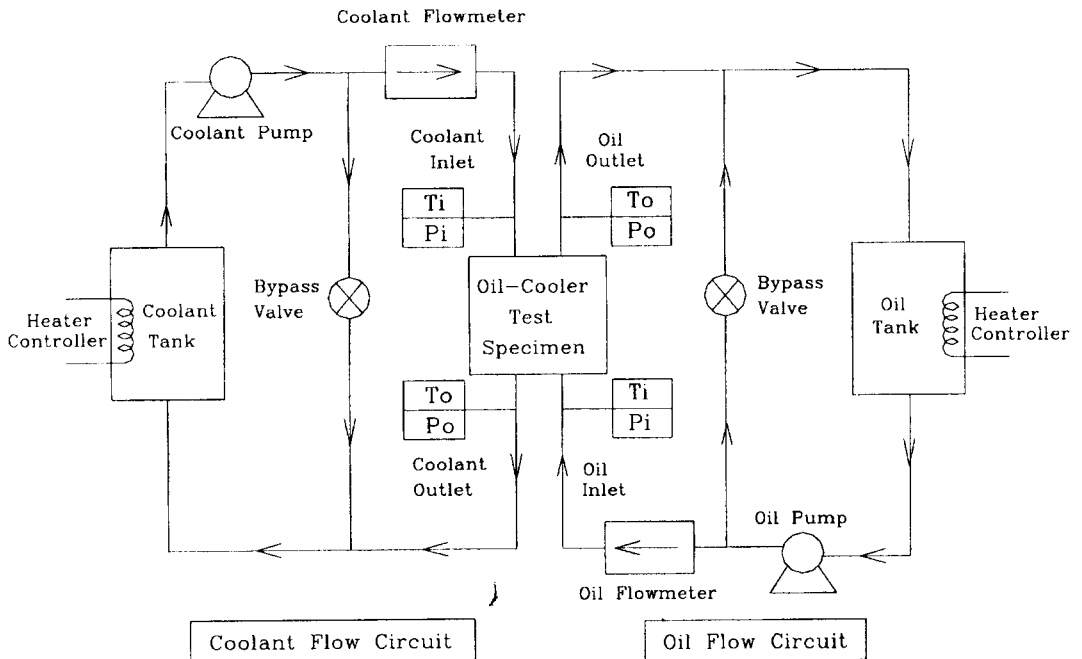 Coolant Flowmeter
Coolant Pump
Coolant
Inlet
Oil
Outlet
Ti
Pi
To
Po
Bypass
Valve
Oil-Cooler
Test
Specimen
Bypass
Valve
Heater
Controller
Coolant
Tank
Oil
Tank
Heater
Controller
To
Po
Ti
Pi
Coolant
Outlet
Oil
Inlet
Oil Pump
Oil Flowmeter
Coolant Flow Circuit
Oil Flow Circuit